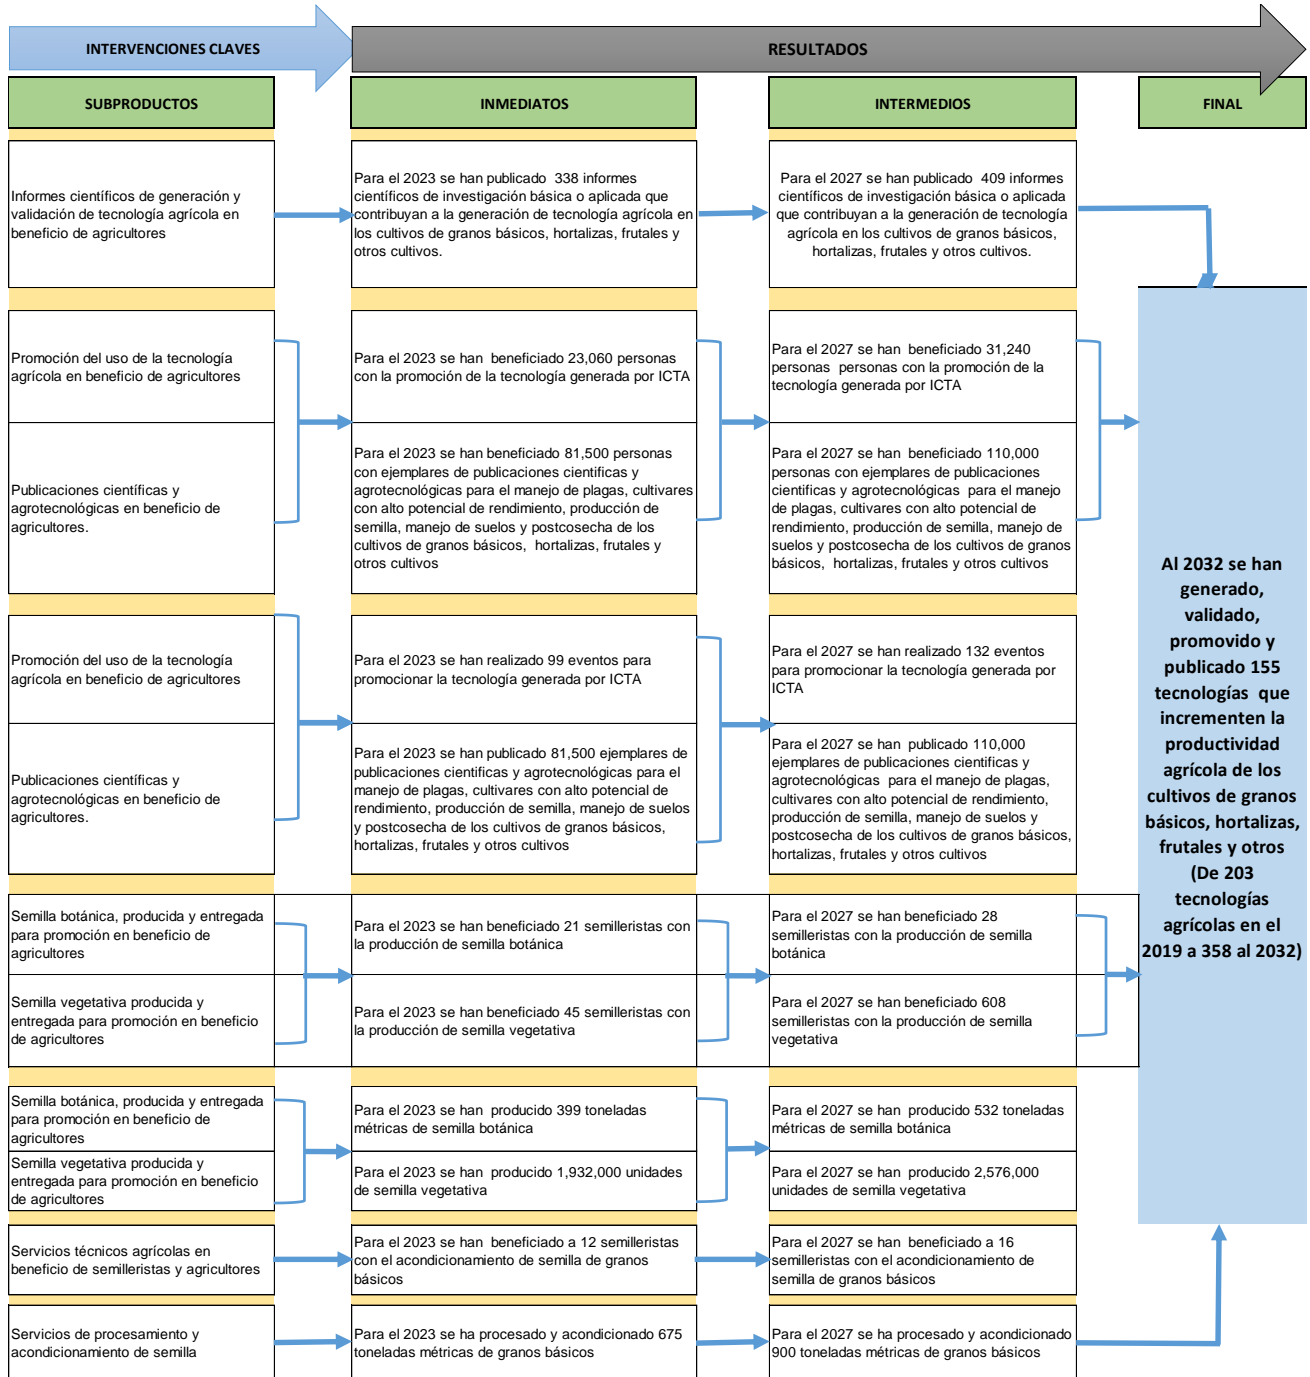 INTERVENCIONES CLAVES
RESULTADOS
SUBPRODUCTOS
INMEDIATOS
INTERMEDIOS
FINAL
Informes científicos de generación y
validación de tecnología agrícola en
beneficio de agricultores
Para el 2023 se han publicado 338 informes
científicos de investigación básica o aplicada que
contribuyan a la generación de tecnología agrícola en
los cultivos de granos básicos, hortalizas, frutales y
otros cultivos.
Para el 2027 se han publicado 409 informes
científicos de investigación básica o aplicada
que contribuyan a la generación de tecnología
agrícola en los cultivos de granos básicos,
hortalizas, frutales y otros cultivos.
Promoción del uso de la tecnología
agrícola en beneficio de agricultores
Para el 2023 se han beneficiado 23,060 personas
con la promoción de la tecnología generada por ICTA
Para el 2027 se han beneficiado 31,240
personas personas con la promoción de la
tecnología generada por ICTA
Publicaciones científicas y
agrotecnológicas en beneficio de
agricultores.
Para el 2023 se han beneficiado 81,500 personas
con ejemplares de publicaciones cientificas y
agrotecnológicas para el manejo de plagas, cultivares
con alto potencial de rendimiento, producción de
semilla, manejo de suelos y postcosecha de los
cultivos de granos básicos, hortalizas, frutales y
otros cultivos
Para el 2027 se han beneficiado 110,000
personas con ejemplares de publicaciones
cientificas y agrotecnológicas para el manejo
de plagas, cultivares con alto potencial de
rendimiento, producción de semilla, manejo de
suelos y postcosecha de los cultivos de granos
básicos, hortalizas, frutales y otros cultivos
Promoción del uso de la tecnología
agrícola en beneficio de agricultores
Para el 2023 se han realizado 99 eventos para
promocionar la tecnología generada por ICTA
Para el 2027 se han realizado 132 eventos
para promocionar la tecnología generada por
ICTA
Publicaciones científicas y
agrotecnológicas en beneficio de
agricultores.
Para el 2023 se han publicado 81,500 ejemplares de
publicaciones cientificas y agrotecnológicas para el
manejo de plagas, cultivares con alto potencial de
rendimiento, producción de semilla, manejo de suelos
y postcosecha de los cultivos de granos básicos,
hortalizas, frutales y otros cultivos
Para el 2027 se han publicado 110,000
ejemplares de publicaciones cientificas y
agrotecnológicas para el manejo de plagas,
cultivares con alto potencial de rendimiento,
producción de semilla, manejo de suelos y
postcosecha de los cultivos de granos básicos,
hortalizas, frutales y otros cultivos
Semilla botánica, producida y entregada
para promoción en beneficio de
agricultores
Para el 2023 se han beneficiado 21 semilleristas con
la producción de semilla botánica
Para el 2027 se han beneficiado 28
semilleristas con la producción de semilla
botánica
Semilla vegetativa producida y
entregada para promoción en beneficio
de agricultores
Para el 2023 se han beneficiado 45 semilleristas con
la producción de semilla vegetativa
Para el 2027 se han beneficiado 608
semilleristas con la producción de semilla
vegetativa
Semilla botánica, producida y entregada
para promoción en beneficio de
agricultores
Para el 2023 se han producido 399 toneladas
métricas de semilla botánica
Para el 2027 se han producido 532 toneladas
métricas de semilla botánica
Semilla vegetativa producida y
entregada para promoción en beneficio
de agricultores
Para el 2023 se han producido 1,932,000 unidades
de semilla vegetativa
Para el 2027 se han producido 2,576,000
unidades de semilla vegetativa
Servicios técnicos agrícolas en
beneficio de semilleristas y agricultores
Para el 2023 se han beneficiado a 12 semilleristas
con el acondicionamiento de semilla de granos
básicos
Para el 2027 se han beneficiado a 16
semilleristas con el acondicionamiento de
semilla de granos básicos
Servicios de procesamiento y
acondicionamiento de semilla
Para el 2023 se ha procesado y acondicionado 675
toneladas métricas de granos básicos
Para el 2027 se ha procesado y acondicionado
900 toneladas métricas de granos básicos
Al 2032 se han
generado,
validado,
promovido y
publicado 155
tecnologías que
incrementen la
productividad
agrícola de los
cultivos de granos
básicos, hortalizas,
frutales y otros
(De 203
tecnologías
agrícolas en el
2019 a 358 al 2032)